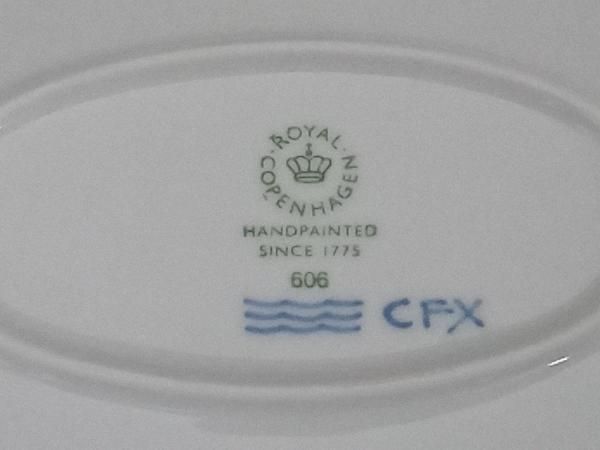 ROYAL COPENHAGEN
HANDPAINTED
SINCE 1775
606
CFX